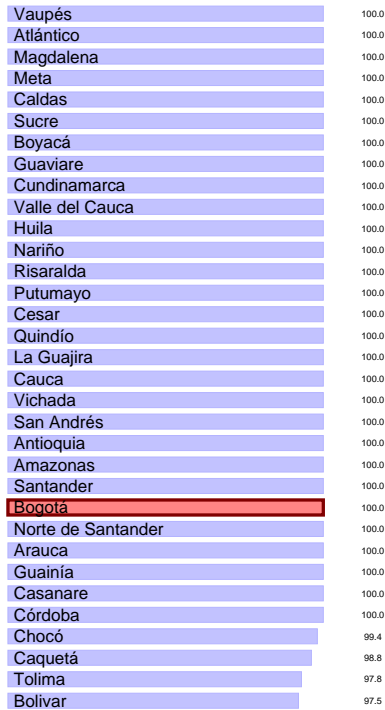 Vaupés 100.0
Atlántico 100.0
Magdalena 100.0
Meta 100.0
Caldas 100.0
Sucre 100.0
Boyacá 100.0
Guaviare 100.0
Cundinamarca 100.0
Valle del Cauca 100.0
Huila 100.0
Nariño 100.0
Risaralda 100.0
Putumayo 100.0
Cesar 100.0
Quindío 100.0
La Guajira 100.0
Cauca 100.0
Vichada 100.0
San Andrés 100.0
Antioquia 100.0
Amazonas 100.0
Santander 100.0
Bogotá 100.0
Norte de Santander 100.0
Arauca 100.0
Guainía 100.0
Casanare 100.0
Córdoba 100.0
Chocó 99.4
Caquetá 98.8
Tolima 97.8
Bolivar 97.5